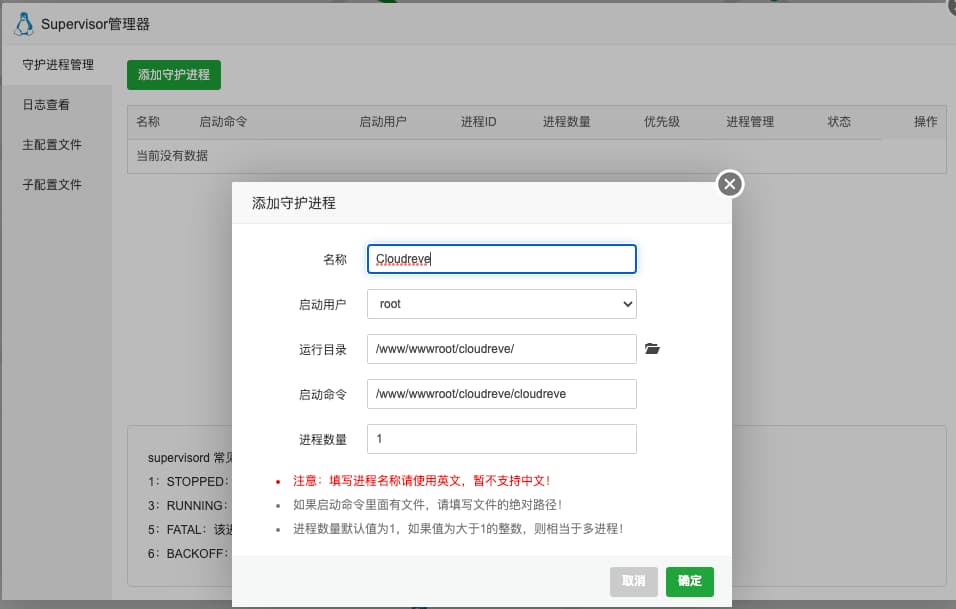 Supervisor管理器
守护进程管理
日志查看
主配置文件
子配置文件
添加守护进程
名称 启动命令 启动用户 进程ID 进程数量 优先级 进程管理 状态 操作
当前没有数据
添加守护进程
名称 Cloudreve
启动用户 root
运行目录 /www/wwwroot/cloudreve/
启动命令 /www/wwwroot/cloudreve/cloudreve
进程数量 1
注意：填写进程名称请使用英文，暂不支持中文！
如果启动命令里面有文件，请填写文件的绝对路径！
进程数量默认值为1，如果值为大于1的整数，则相当于多进程！
取消 确定
supervisord 常见
1：STOPPED：
3：RUNNING：
5：FATAL：该进
6：BACKOFF：